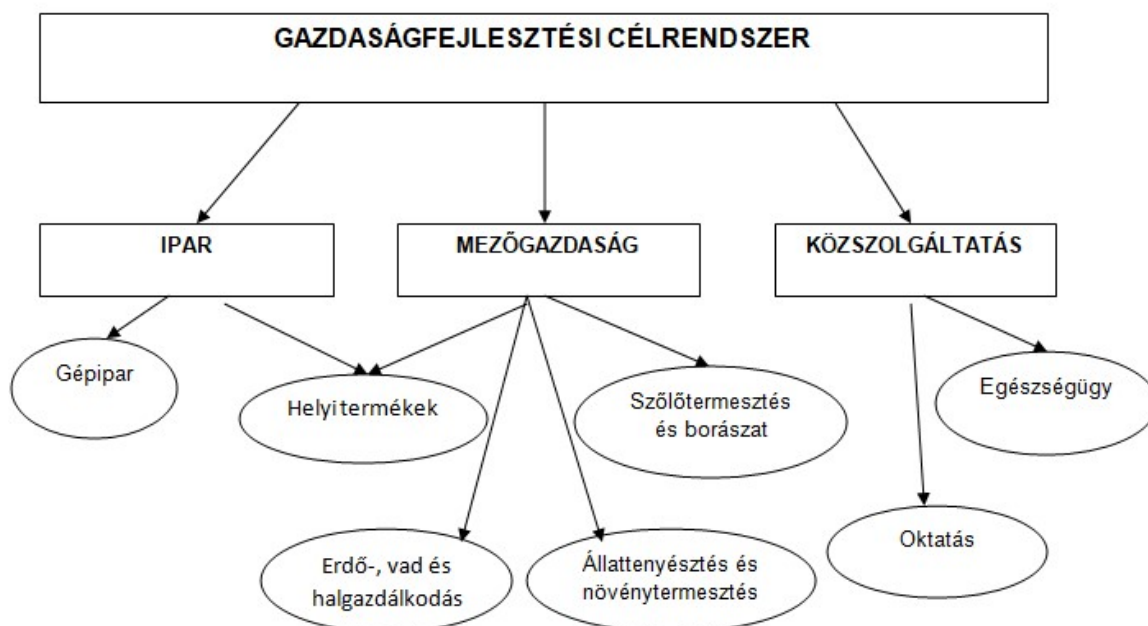 GAZDASÁGFEJLESZTÉSI CÉLRENDSZER
IPAR
MEZŐGAZDASÁG
KÖZSZOLGÁLTATÁS
Gépipar
Helyi termékek
Szőlőtermesztés
és borászat
Egészségügy
Erdő-, vad és
halgazdálkodás
Állattenyésztés és
növénytermesztés
Oktatás